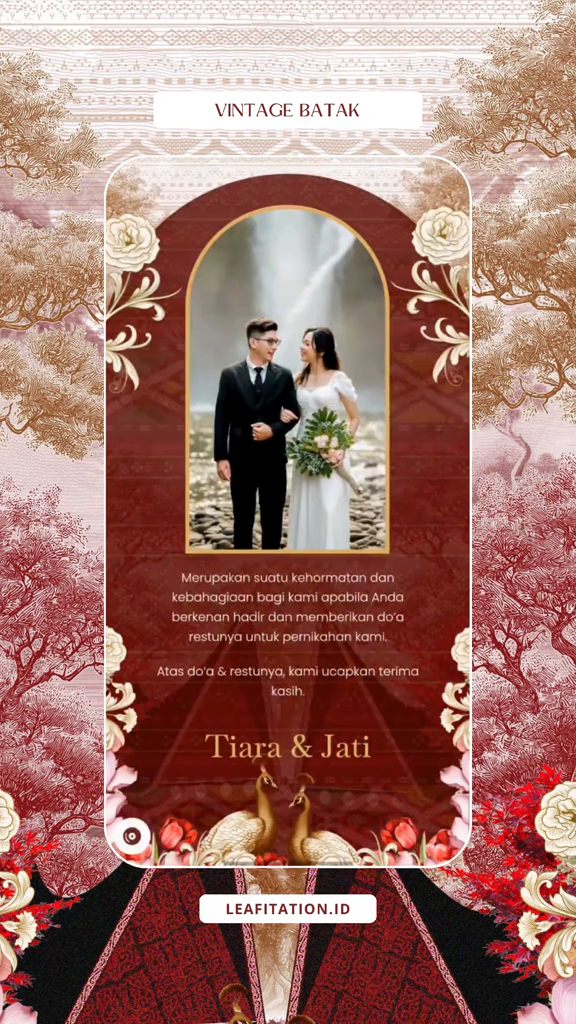 VINTAGE BATAK
Merupakan suatu kehormatan dan
kebahagiaan bagi kami apabila Anda
berkenan hadir dan memberikan do'a
restunya untuk pernikahan kami.
Atas do'a & restunya, kami ucapkan terima
kasih.
Tiara & Jati
LEAFITATION.ID